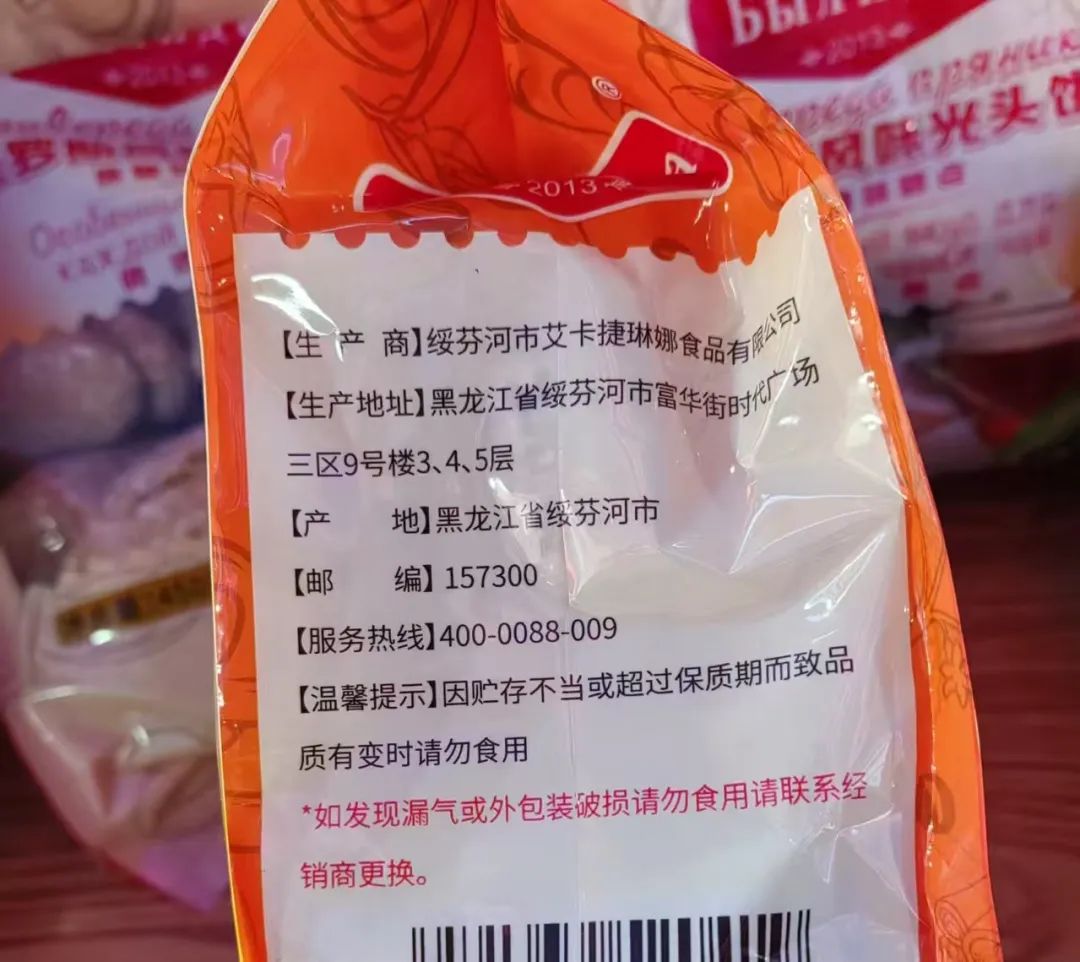 2013
®
2013
2013
пряник
风味光头饼
【生 产 商】绥芬河市艾卡捷琳娜食品有限公司
【生产地址】黑龙江省绥芬河市富华街时代广场
三区9号楼3、4、5层
【产 地】黑龙江省绥芬河市
【邮 编】157300
【服务热线】400-0088-009
【温馨提示】因贮存不当或超过保质期而致品
质有变时请勿食用
*如发现漏气或外包装破损请勿食用请联系经
销商更换。